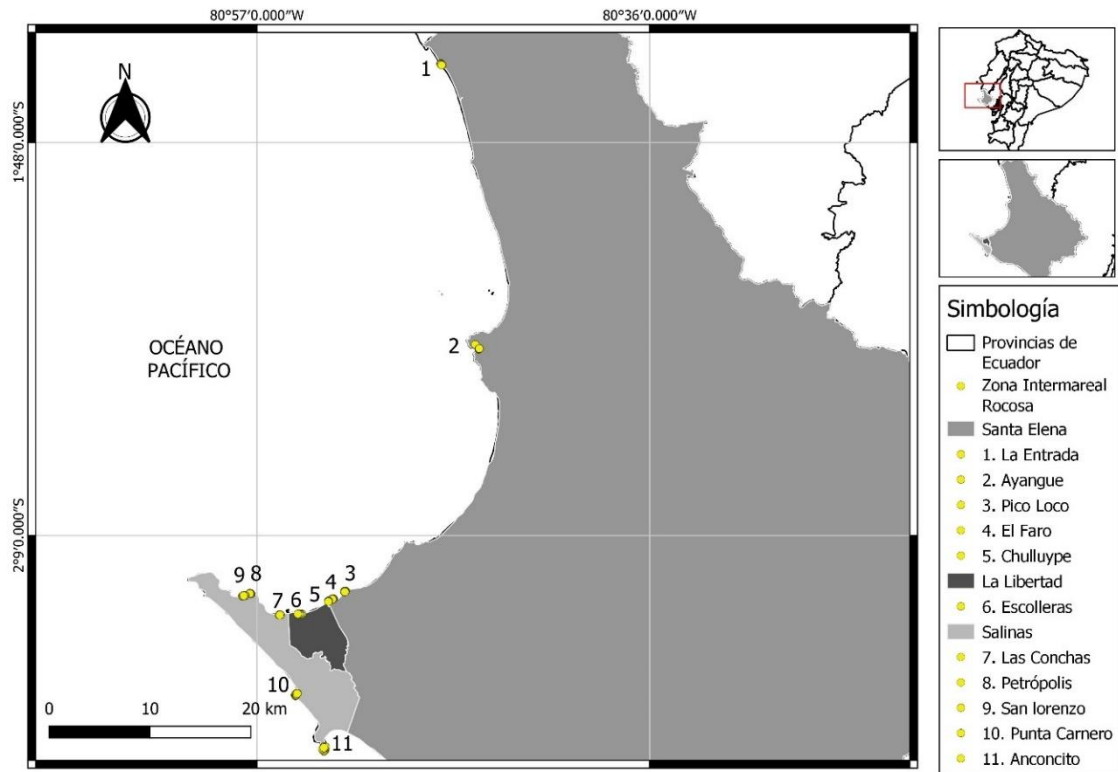 80°57'0.000"W
80°36'0.000"W
N
1
1°48'0.000"S
OCÉANO
PACÍFICO
2
2°9'0.000"S
9 8
7
6
5
4
3
10
11
0
10
20 km
Simbología
Provincias de
Ecuador
Zona Intermareal
Rocosa
Santa Elena
1. La Entrada
2. Ayangue
3. Pico Loco
4. El Faro
5. Chulluype
La Libertad
6. Escolleras
Salinas
7. Las Conchas
8. Petrópolis
9. San lorenzo
10. Punta Carnero
11. Anconcito